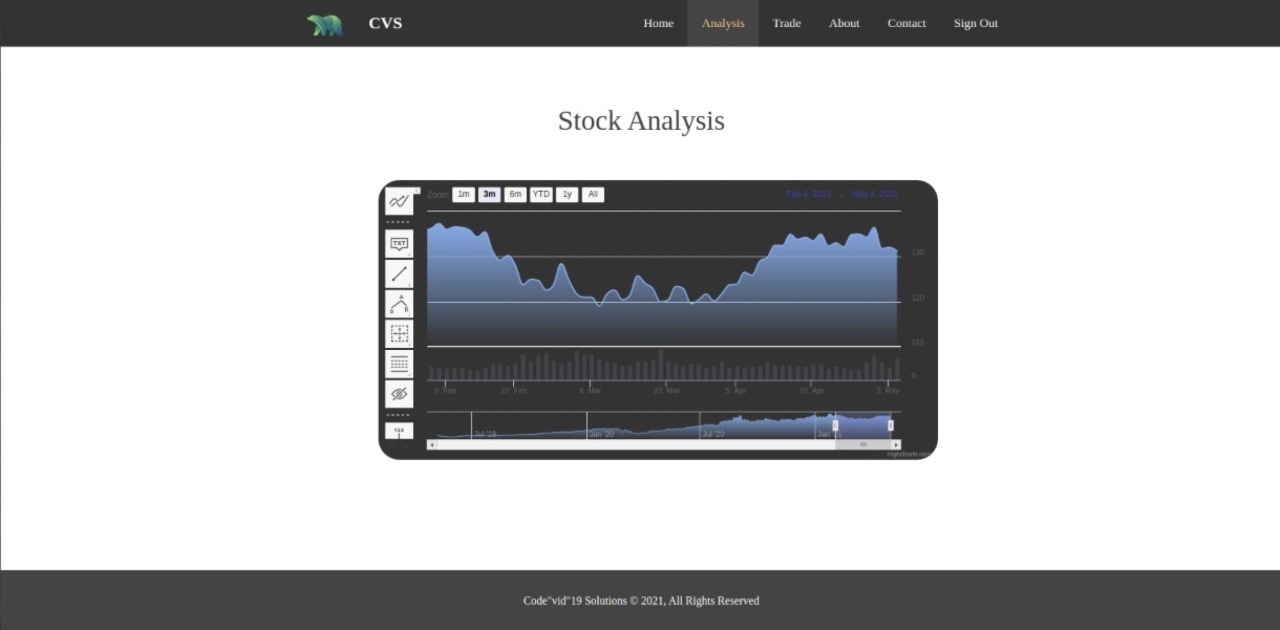 CVS
Home Analysis Trade About Contact Sign Out
Stock Analysis
Zoom 1m 3m 6m YTD 1y All Feb 4, 2021 → May 4, 2021
TXT
130
120
110
0
8. Feb 22. Feb 8. Mar 22. Mar 5. Apr 19. Apr 3. May
Jul '19 Jan '20 Jul '20 Jan '21
Highcharts.com
Code"vid"19 Solutions © 2021, All Rights Reserved